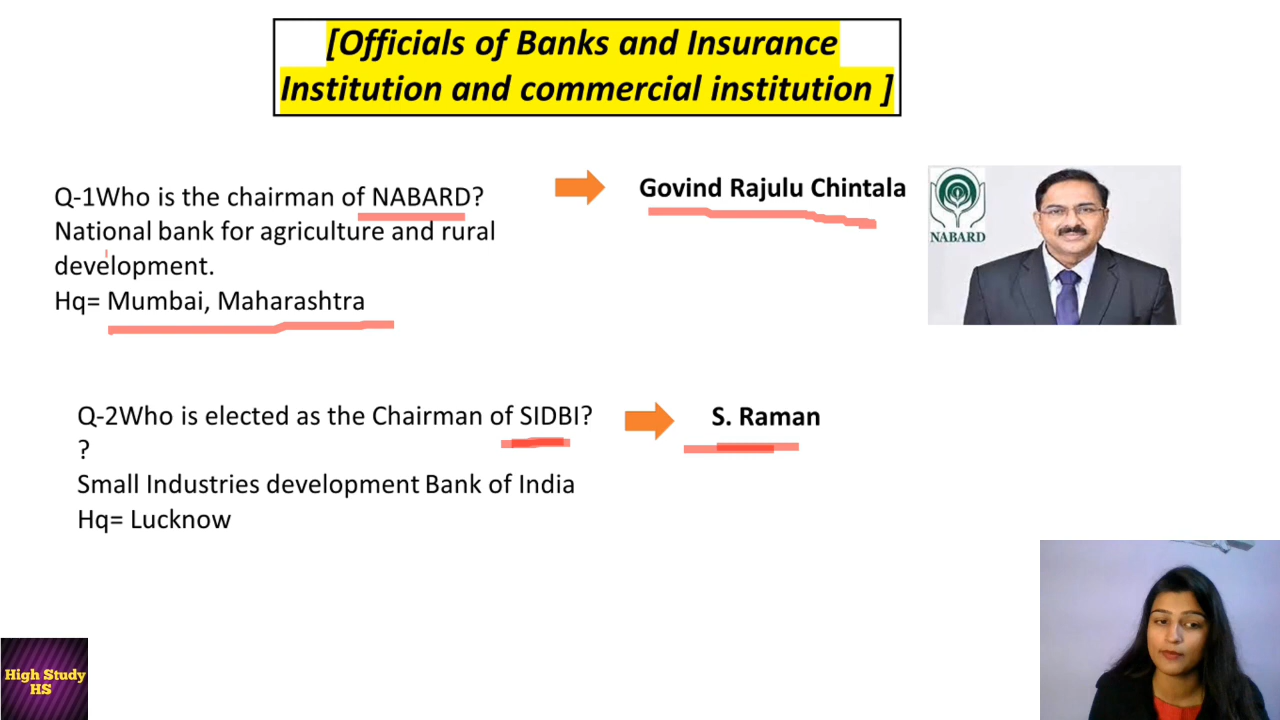 [Officials of Banks and Insurance
Institution and commercial institution ]
Q-1Who is the chairman of NABARD?
National bank for agriculture and rural
development.
Hq= Mumbai, Maharashtra
Govind Rajulu Chintala
NABARD
Q-2Who is elected as the Chairman of SIDBI?
?
Small Industries development Bank of India
Hq= Lucknow
S. Raman
High Study
HS